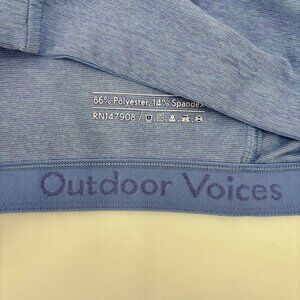 86% Polyester, 14% Spandex
RN147908 /
Outdoor Voices